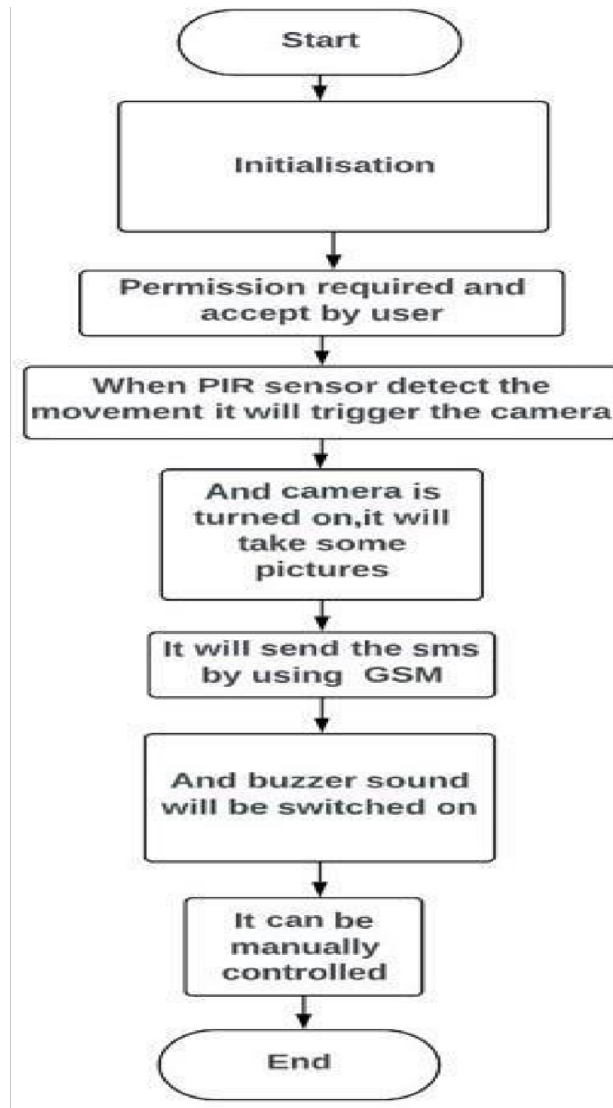 Start
Initialisation
Permission required and
accept by user
When PIR sensor detect the
movement it will trigger the camera
And camera is
turned on,it will
take some
pictures
It will send the sms
by using  GSM
And buzzer sound
will be switched on
It can be
manually
controlled
End